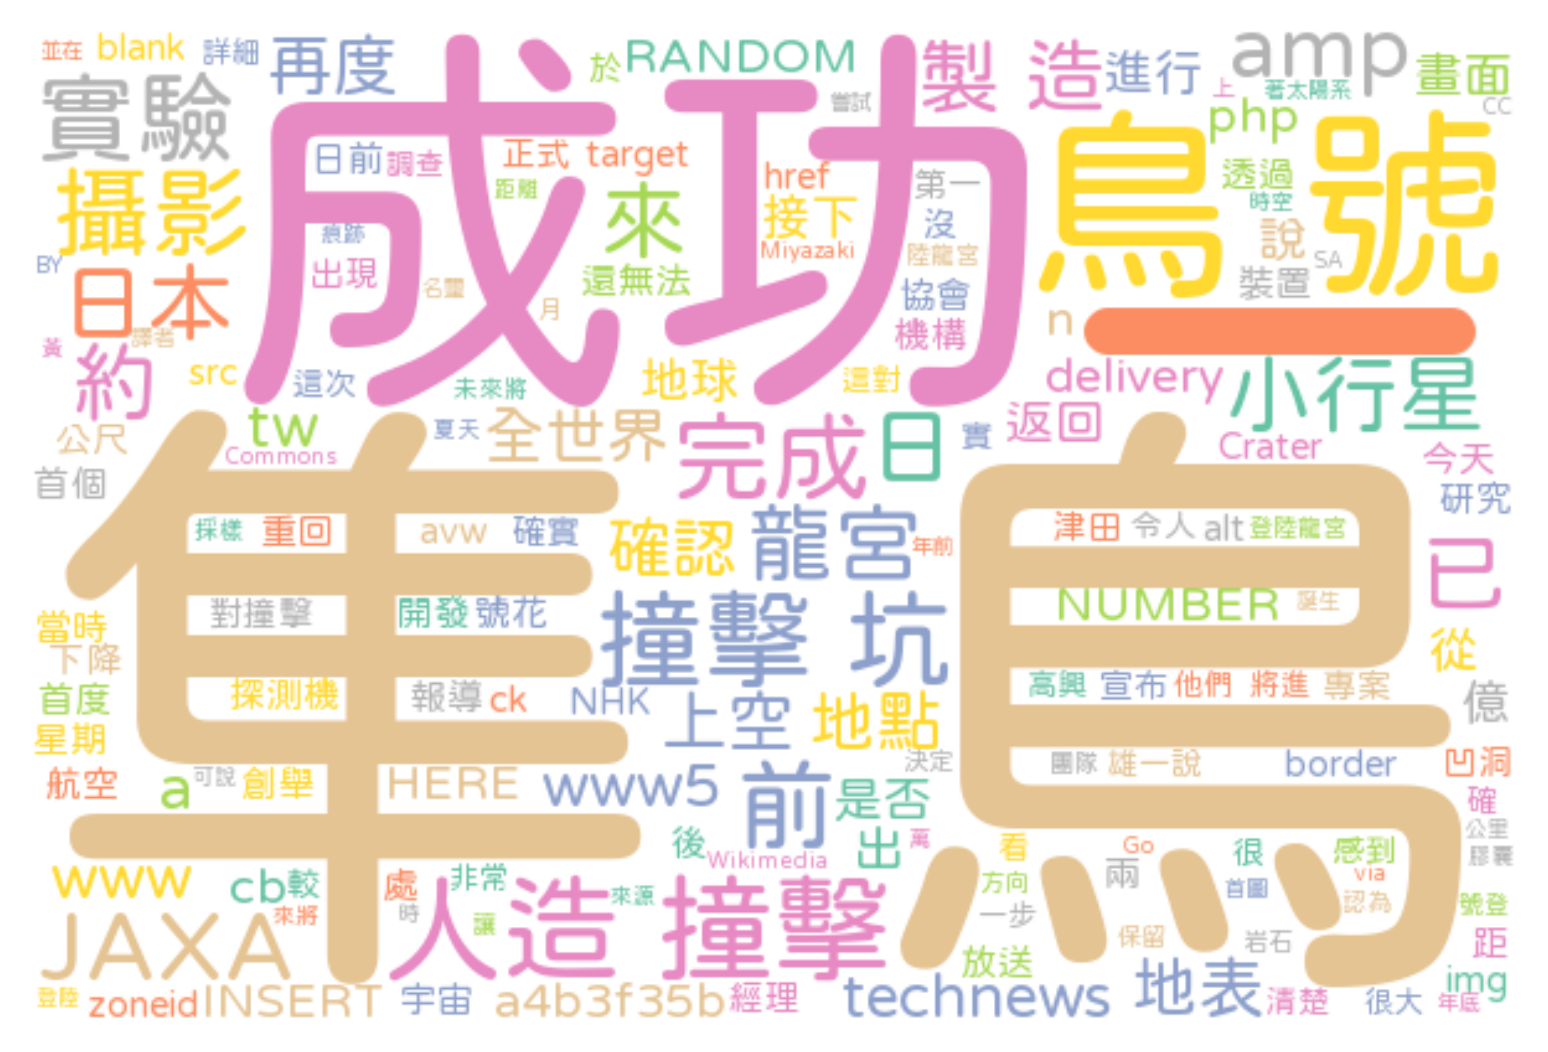 並在 blank 詳細 再度 於 RANDOM 製 造 進行 amp 畫面
實驗 成功 嘗試 上 著太陽系 CC
php
日前 調查 正式 target href 第一 鳥 號 透過
攝影 距離 來 接下 沒 時空
痕跡 Miyazaki 陸龍宮 說 SA
BY 日本 出現 名單 月 還無法 協會 裝置
譯者 機構 n 一
黃 約 src 這次 未來將 地球 這對 delivery 小行星
公尺 tw 夏天 全世界 完成 日 實 返回 Crater 今天
Commons
首個 研究
隼 鳥
採樣 重回 avw 確實 確認 龍宮 年前 津田 令人 alt 登陸龍宮 已
當時 對撞擊 開發 號花 撞擊 坑 NUMBER 誕生
下降 從
首度 探測機 報導 ck NHK 上空 地點 高興 宣布 他們 將進 專案 億
星期 決定 團隊 雄一說 border 凹洞
航空 a 可說 創舉 HERE www5 前 是否 確
後 出 萬 看 Go 很 感到 公里
www cb 較 處 非常 Wikimedia 方向 兩 首圖 via 膠囊
JAXA 來將 時 讓 人造 來源 撞擊 一步 認為 號登
保留 岩石 距
放送 img
登陸 zoneid INSERT 宇宙 a4b3f35b 經理 technews 地表 清楚 很大 年底